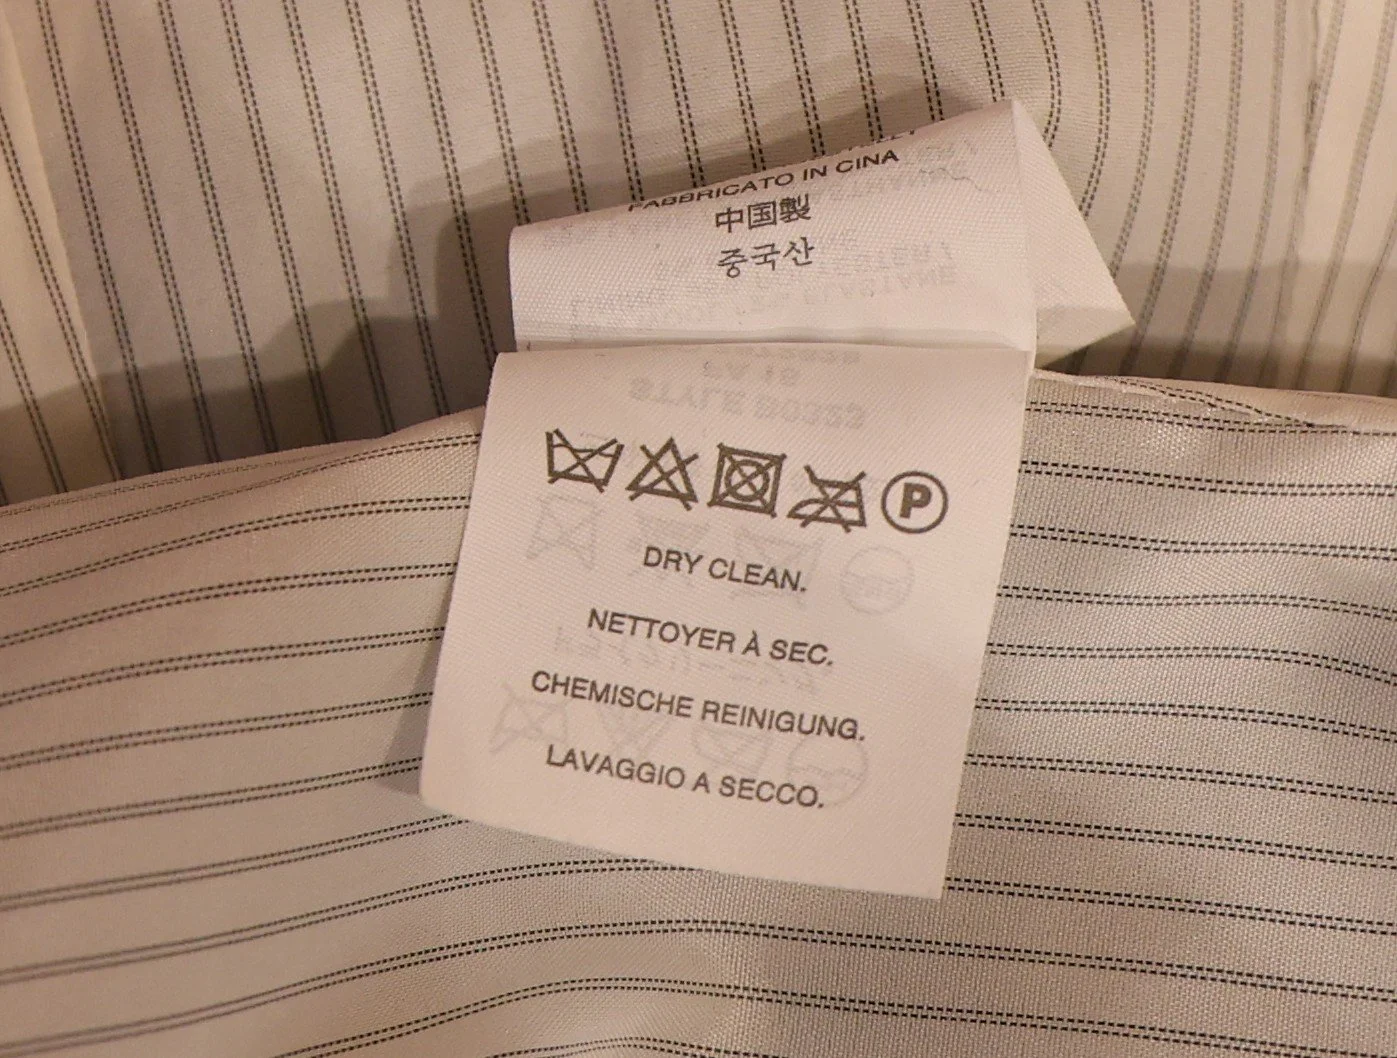 FABBRICATO IN CINA
中国製
중국산
P
DRY CLEAN.
NETTOYER À SEC.
CHEMISCHE REINIGUNG.
LAVAGGIO A SECCO.